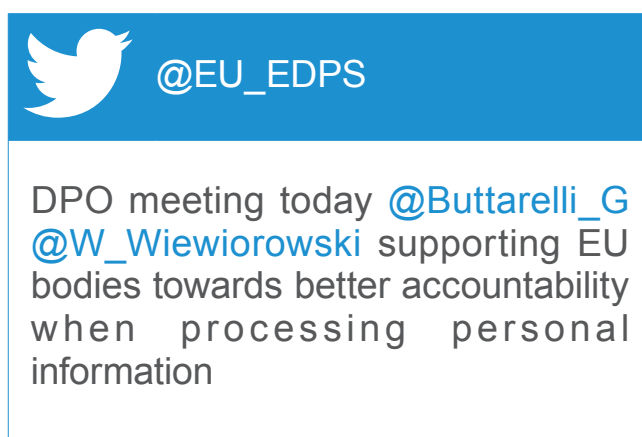 @EU_EDPS
DPO meeting today @Buttarelli_G
@W_Wiewiorowski supporting EU
bodies towards better accountability
when processing personal
information